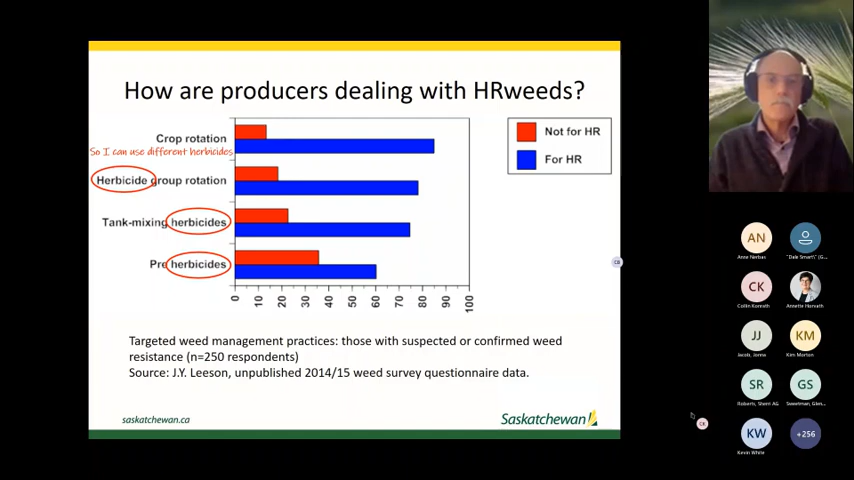 How are producers dealing with HRweeds?
Crop rotation
So I can use different herbicides
Herbicide group rotation
Tank-mixing herbicides
Pre herbicides
0
10
20
30
40
50
60
70
80
90
100
Not for HR
For HR
Targeted weed management practices: those with suspected or confirmed weed
resistance (n=250 respondents)
Source: J.Y. Leeson, unpublished 2014/15 weed survey questionnaire data.
saskatchewan.ca
Saskatchewan
AN
Anne Nerbas
"Dale Smart\" (G...
CK
Collin Konrath
Annette Horvath
JJ
Jacob, Jonne
KM
Kim Morton
SR
Roberts, Sherri AG
GS
Sweetman, Glen...
KW
Kevin White
+256